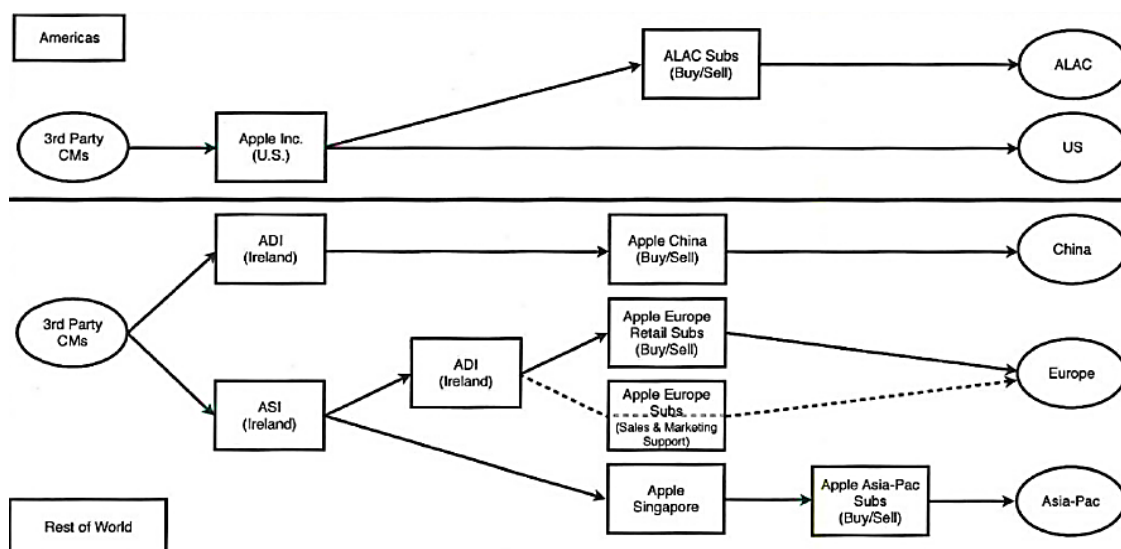 Americas
ALAC Subs
(Buy/Sell)
ALAC
3rd Party
CMs
Apple Inc.
(U.S.)
US
ADI
(Ireland)
Apple China
(Buy/Sell)
China
3rd Party
CMs
Apple Europe
Retail Subs
(Buy/Sell)
ADI
(Ireland)
Europe
Apple Europe
Subs
(Sales & Marketing
Support)
ASI
(Ireland)
Apple
Singapore
Apple Asia-Pac
Subs
(Buy/Sell)
Asia-Pac
Rest of World